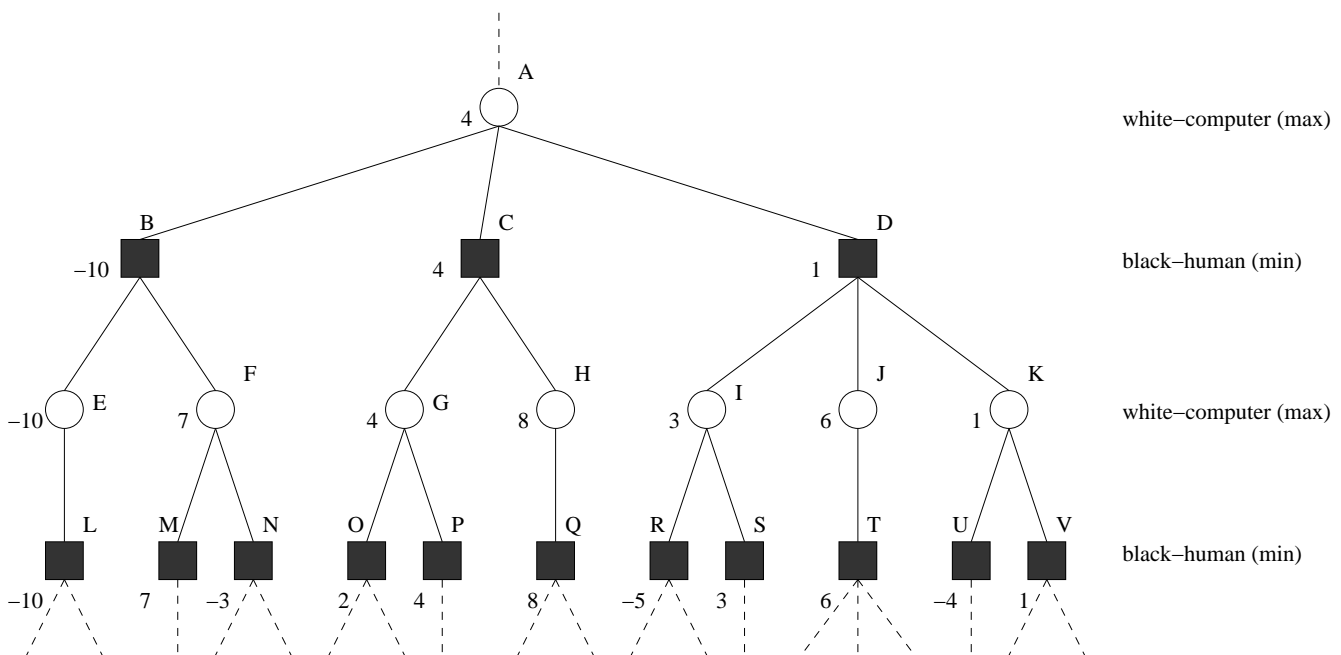 A
4
white−computer (max)
B
C
D
−10
4
1
black−human (min)
F
H
J
K
E
G
I
−10
7
4
8
3
6
1
white−computer (max)
L
M
N
O
P
Q
R
S
T
U
V
black−human (min)
−10
7
−3
2
4
8
−5
3
6
−4
1